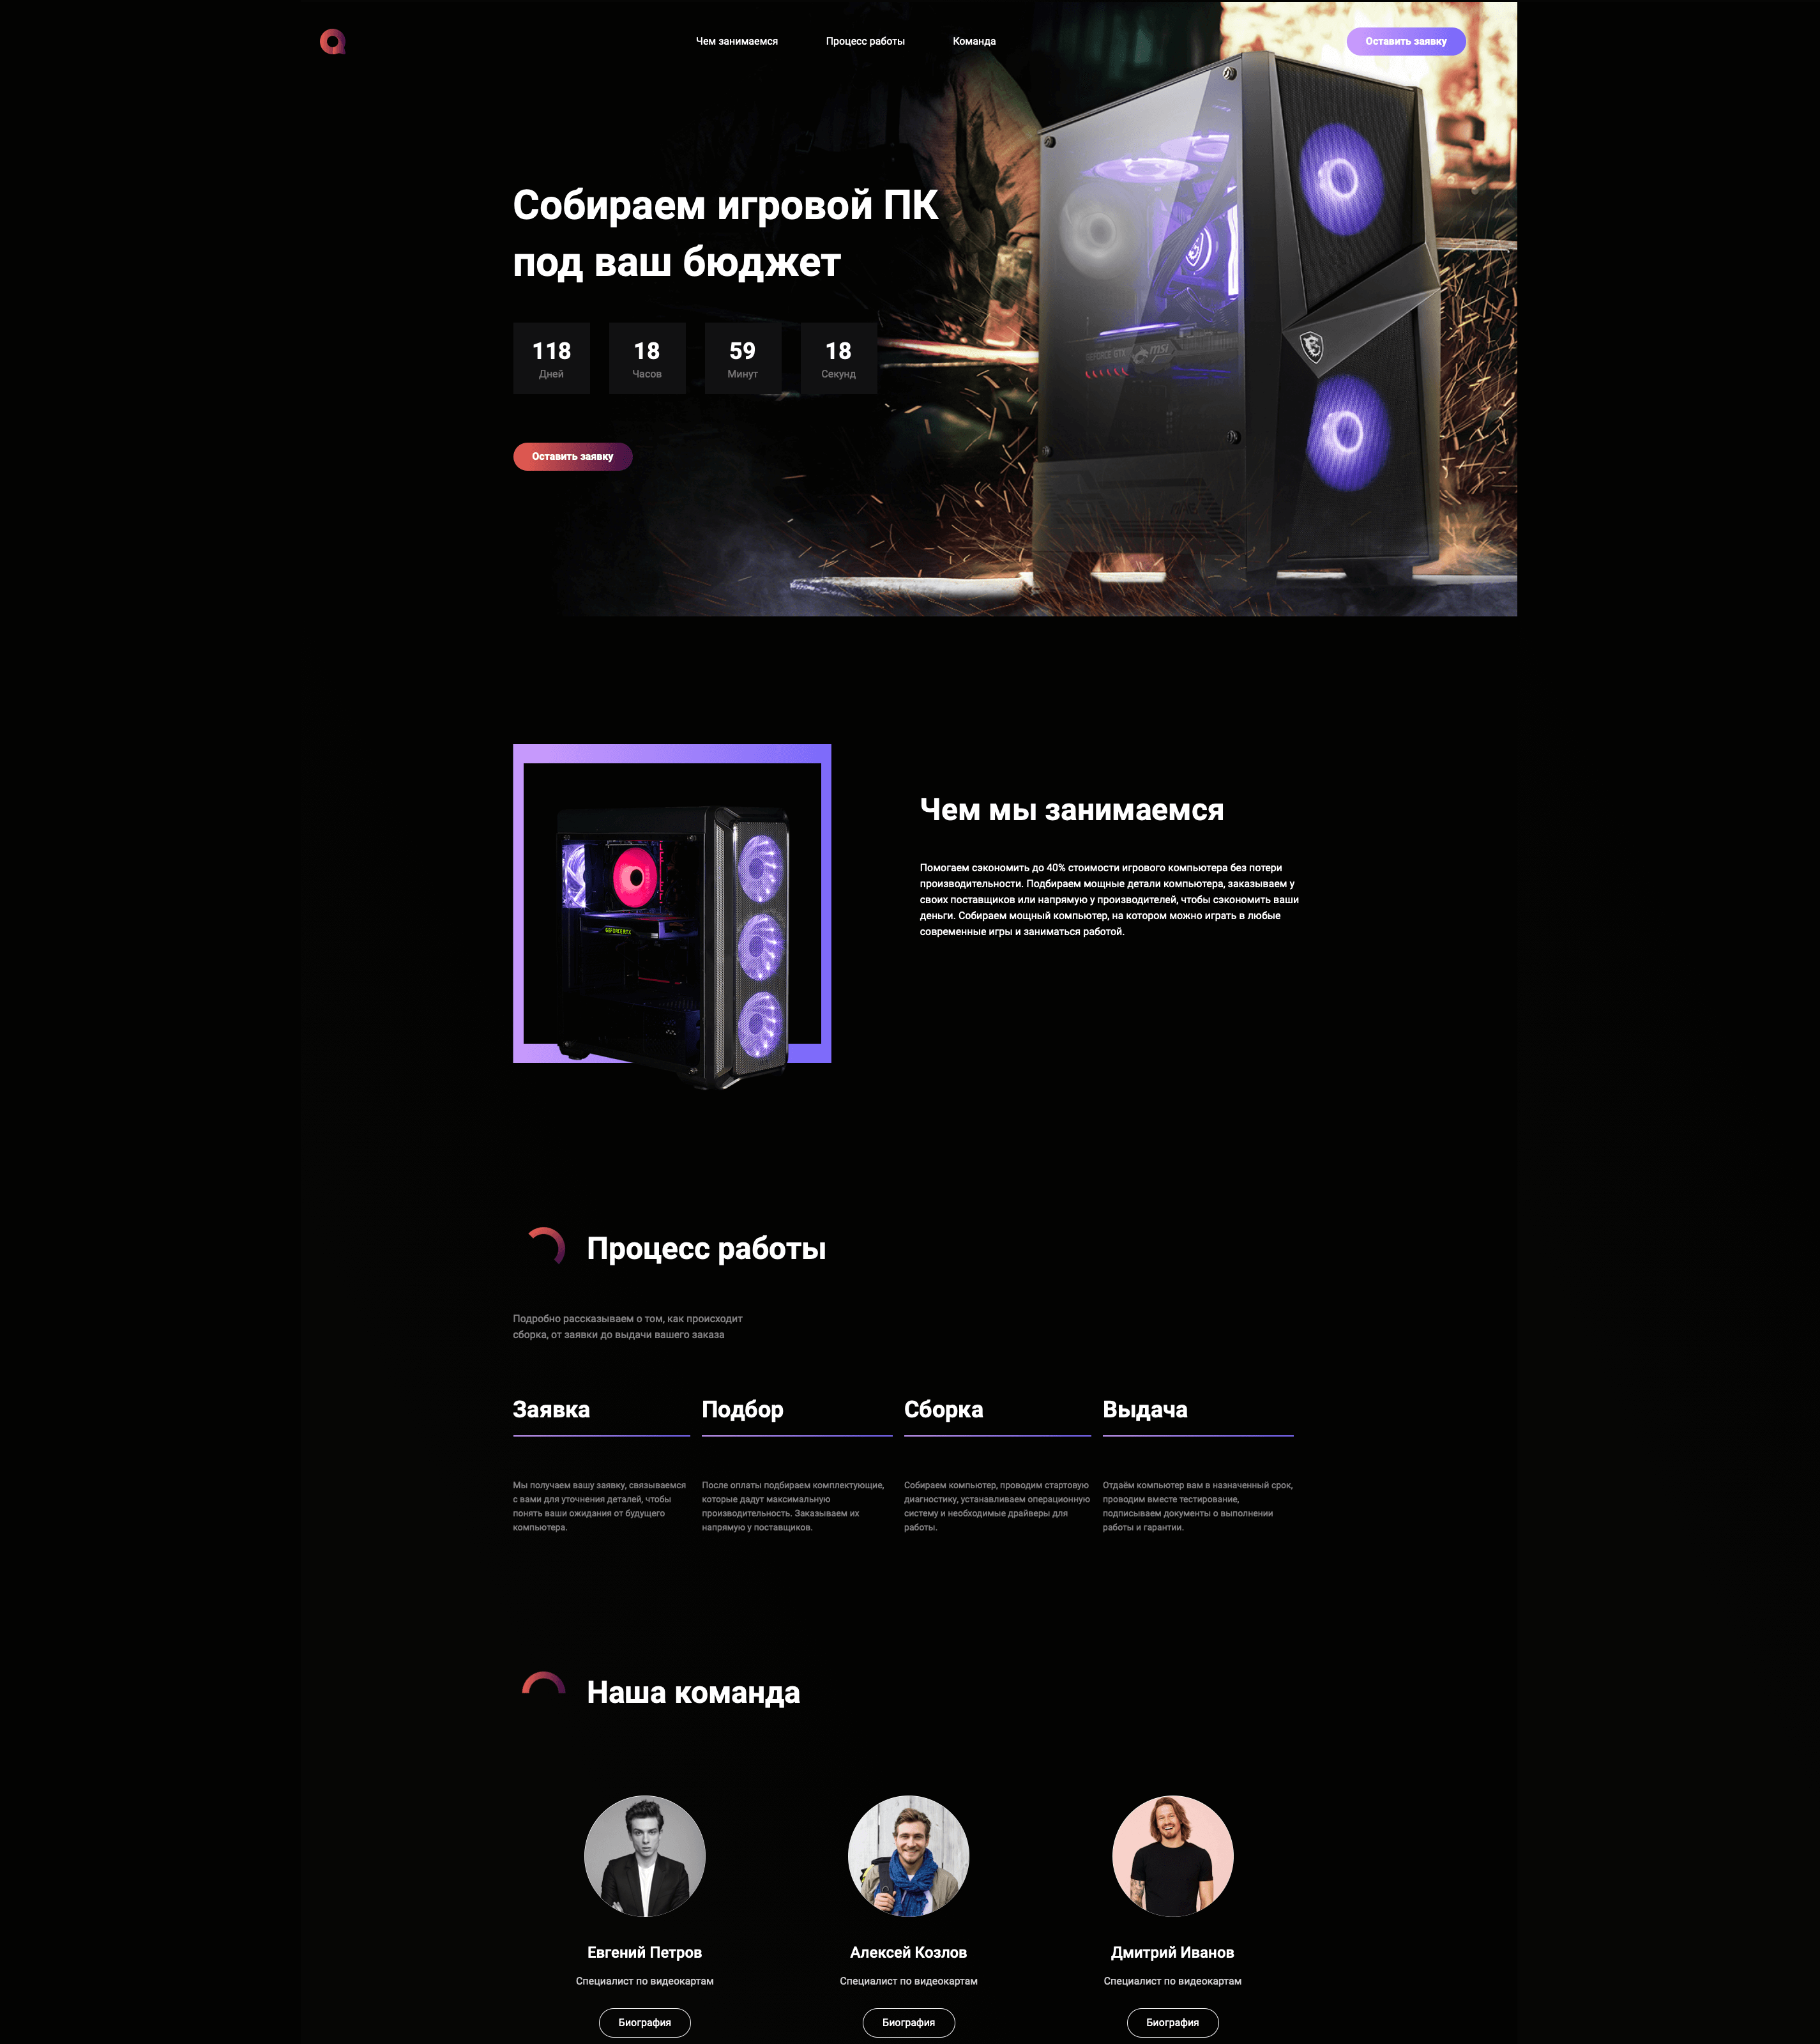 Чем занимаемся
Процесс работы
Команда
Оставить заявку
Собираем игровой ПК
под ваш бюджет
118
18
59
18
Дней
Часов
Минут
Секунд
GEFORCE GTX
msi
Оставить заявку
GEFORCE RTX
Чем мы занимаемся
Помогаем сэкономить до 40% стоимости игрового компьютера без потери
производительности. Подбираем мощные детали компьютера, заказываем у
своих поставщиков или напрямую у производителей, чтобы сэкономить ваши
деньги. Собираем мощный компьютер, на котором можно играть в любые
современные игры и заниматься работой.
Процесс работы
Подробно рассказываем о том, как происходит
сборка, от заявки до выдачи вашего заказа
Заявка
Мы получаем вашу заявку, связываемся
с вами для уточнения деталей, чтобы
понять ваши ожидания от будущего
компьютера.
Подбор
После оплаты подбираем комплектующие,
которые дадут максимальную
производительность. Заказываем их
напрямую у поставщиков.
Сборка
Собираем компьютер, проводим стартовую
диагностику, устанавливаем операционную
систему и необходимые драйверы для
работы.
Выдача
Отдаём компьютер вам в назначенный срок,
проводим вместе тестирование,
подписываем документы о выполнении
работы и гарантии.
Наша команда
Евгений Петров
Специалист по видеокартам
Биография
Алексей Козлов
Специалист по видеокартам
Биография
Дмитрий Иванов
Специалист по видеокартам
Биография